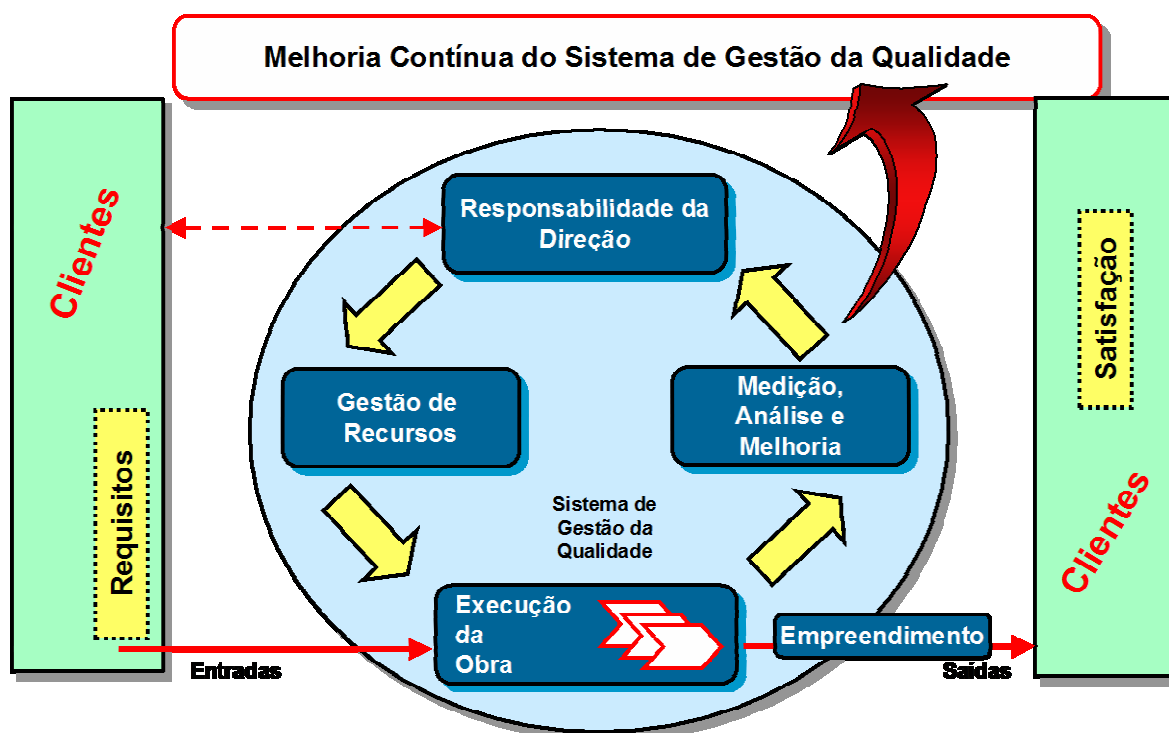 Melhoria Contínua do Sistema de Gestão da Qualidade
Clientes
Requisitos
Responsabilidade da
Direção
Gestão de
Recursos
Medição,
Análise e
Melhoria
Sistema de
Gestão da
Qualidade
Execução
da
Obra
Entradas
Empreendimento
Saídas
Satisfação
Clientes